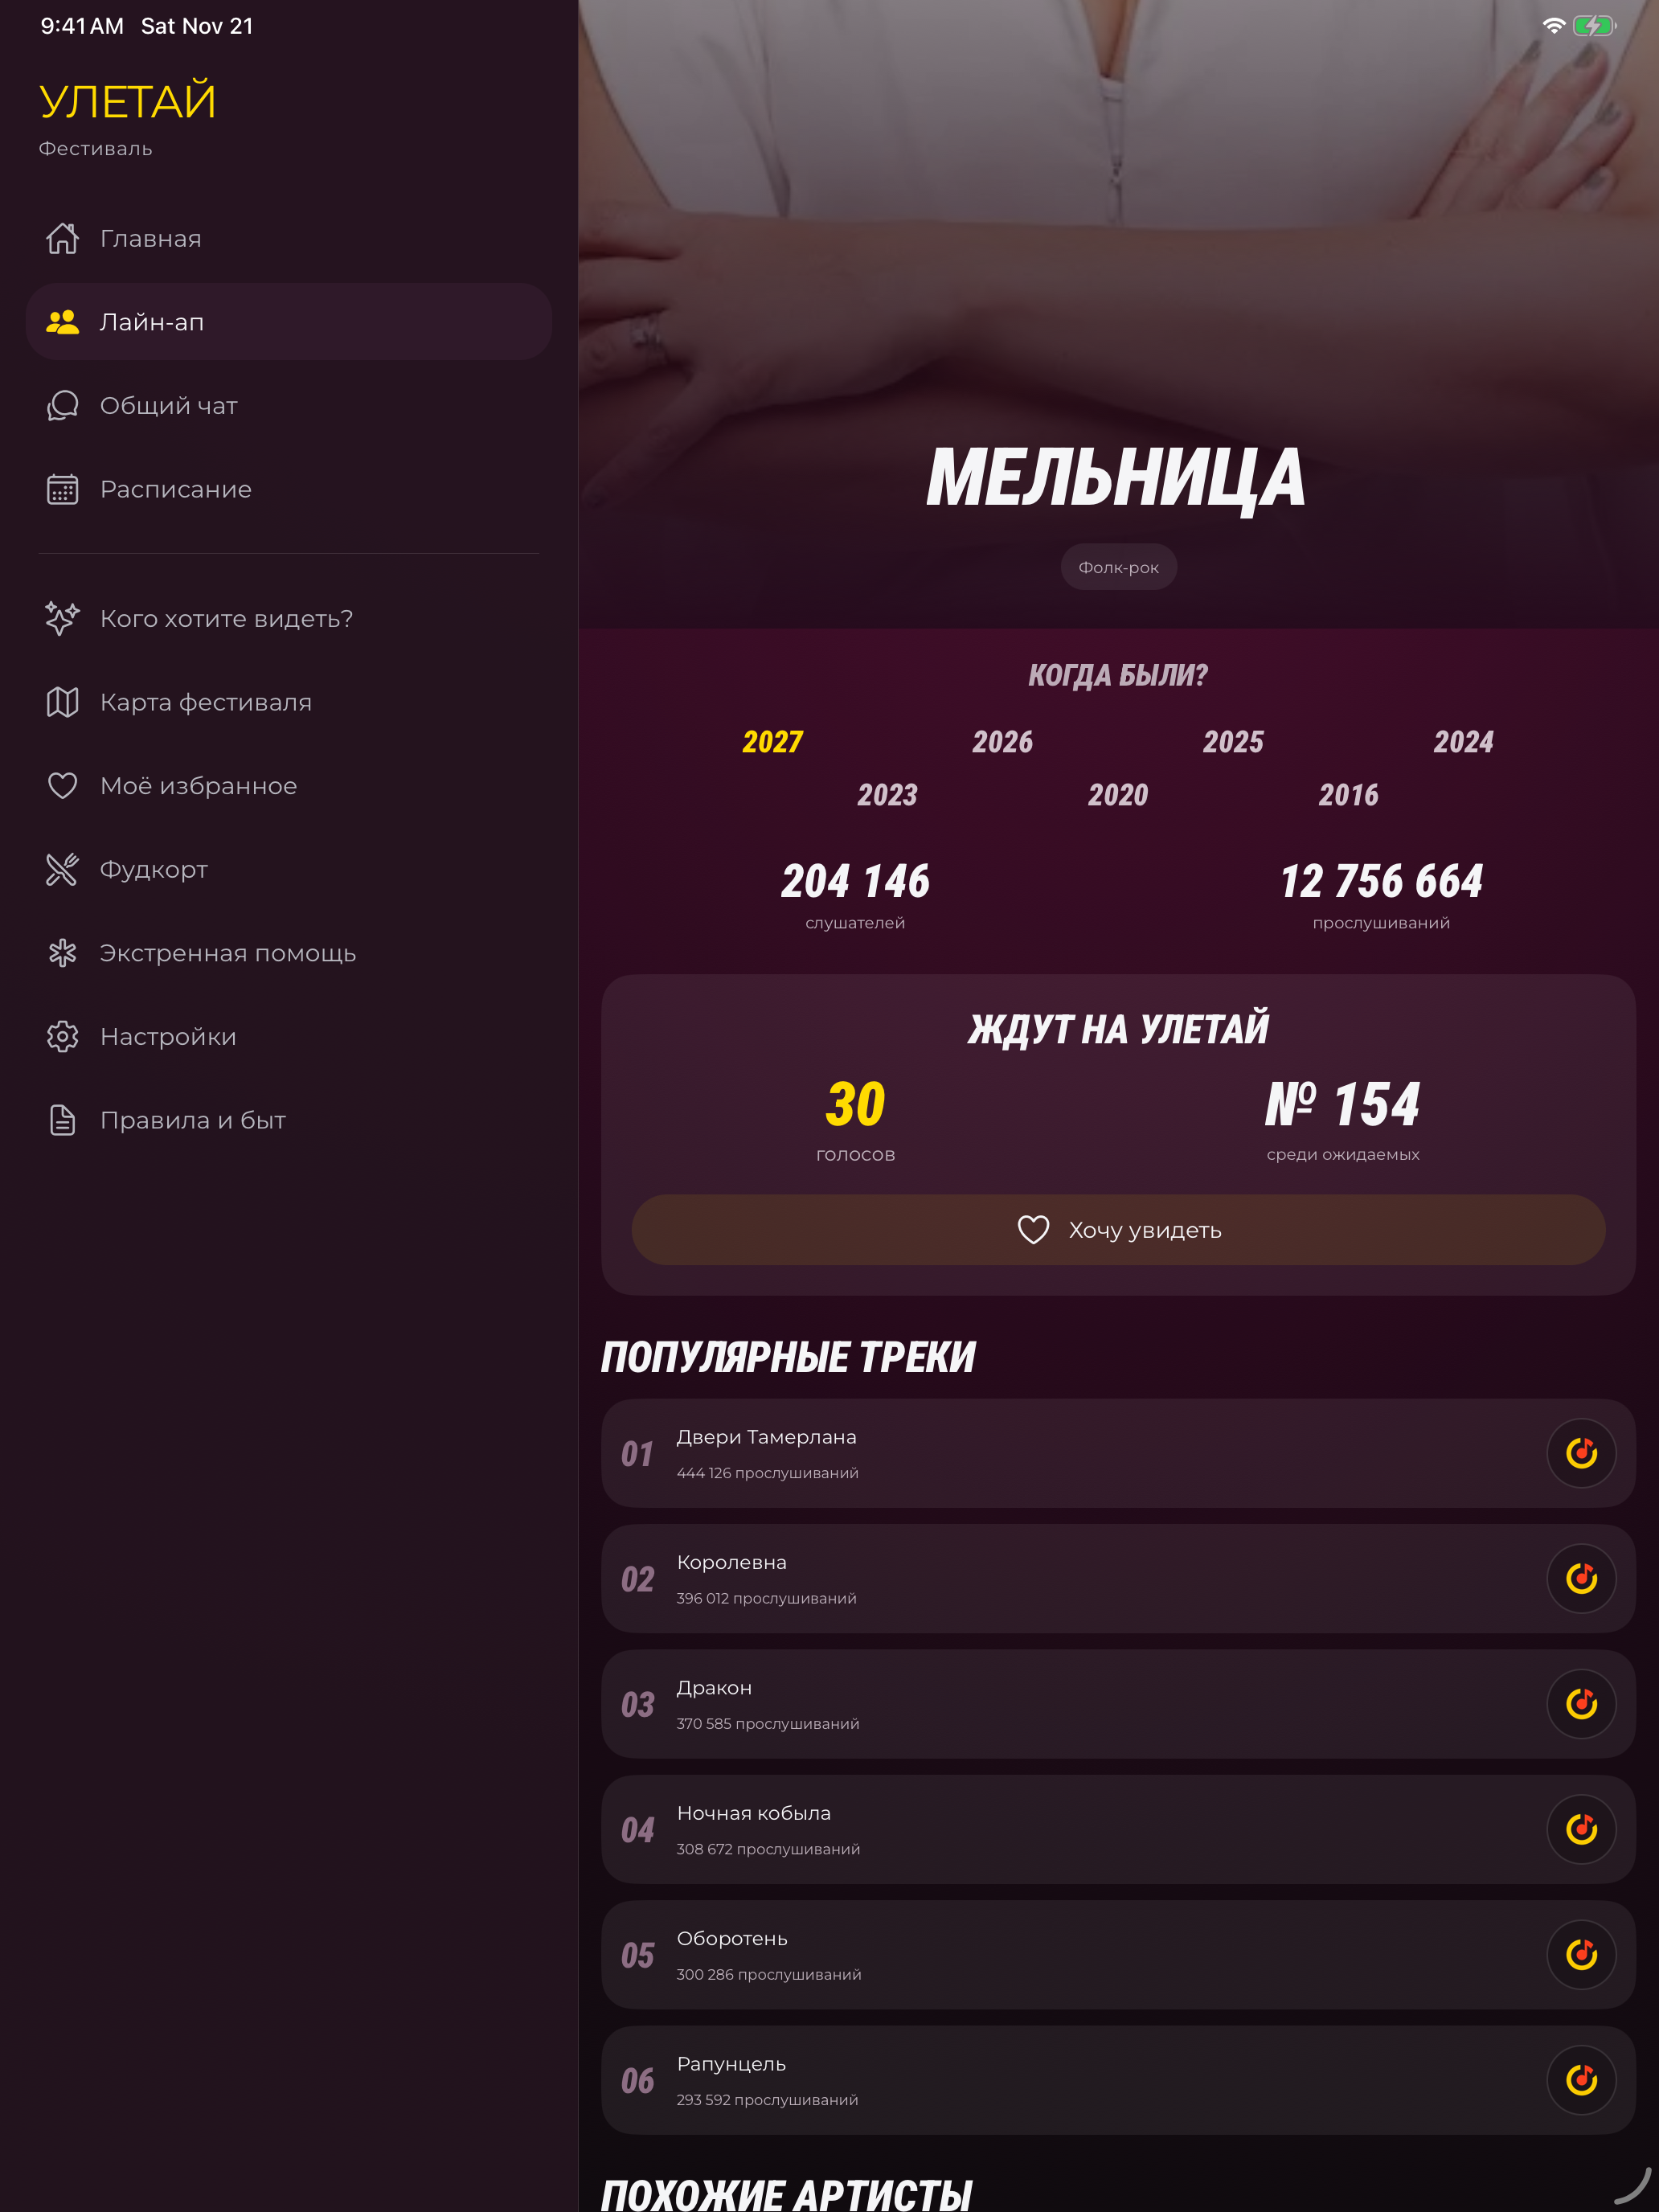 9:41 AM Sat Nov 21
УЛЕТАЙ
Фестиваль
Главная
Лайн-ап
Общий чат
Расписание
Кого хотите видеть?
Карта фестиваля
Моё избранное
Фудкорт
Экстренная помощь
Настройки
Правила и быт
МЕЛЬНИЦА
Фолк-рок
КОГДА БЫЛИ?
2027 2026 2025 2024
2023 2020 2016
204 146 12 756 664
слушателей прослушиваний
ЖДУТ НА УЛЕТАЙ
30 № 154
голосов среди ожидаемых
Хочу увидеть
ПОПУЛЯРНЫЕ ТРЕКИ
01 Двери Тамерлана
444 126 прослушиваний
02 Королевна
396 012 прослушиваний
03 Дракон
370 585 прослушиваний
04 Ночная кобыла
308 672 прослушиваний
05 Оборотень
300 286 прослушиваний
06 Рапунцель
293 592 прослушиваний
ПОХОЖИЕ АРТИСТЫ